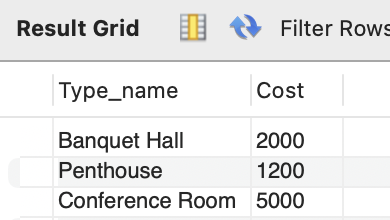 Result Grid Filter Rows
Type_name Cost
Banquet Hall 2000
Penthouse 1200
Conference Room 5000